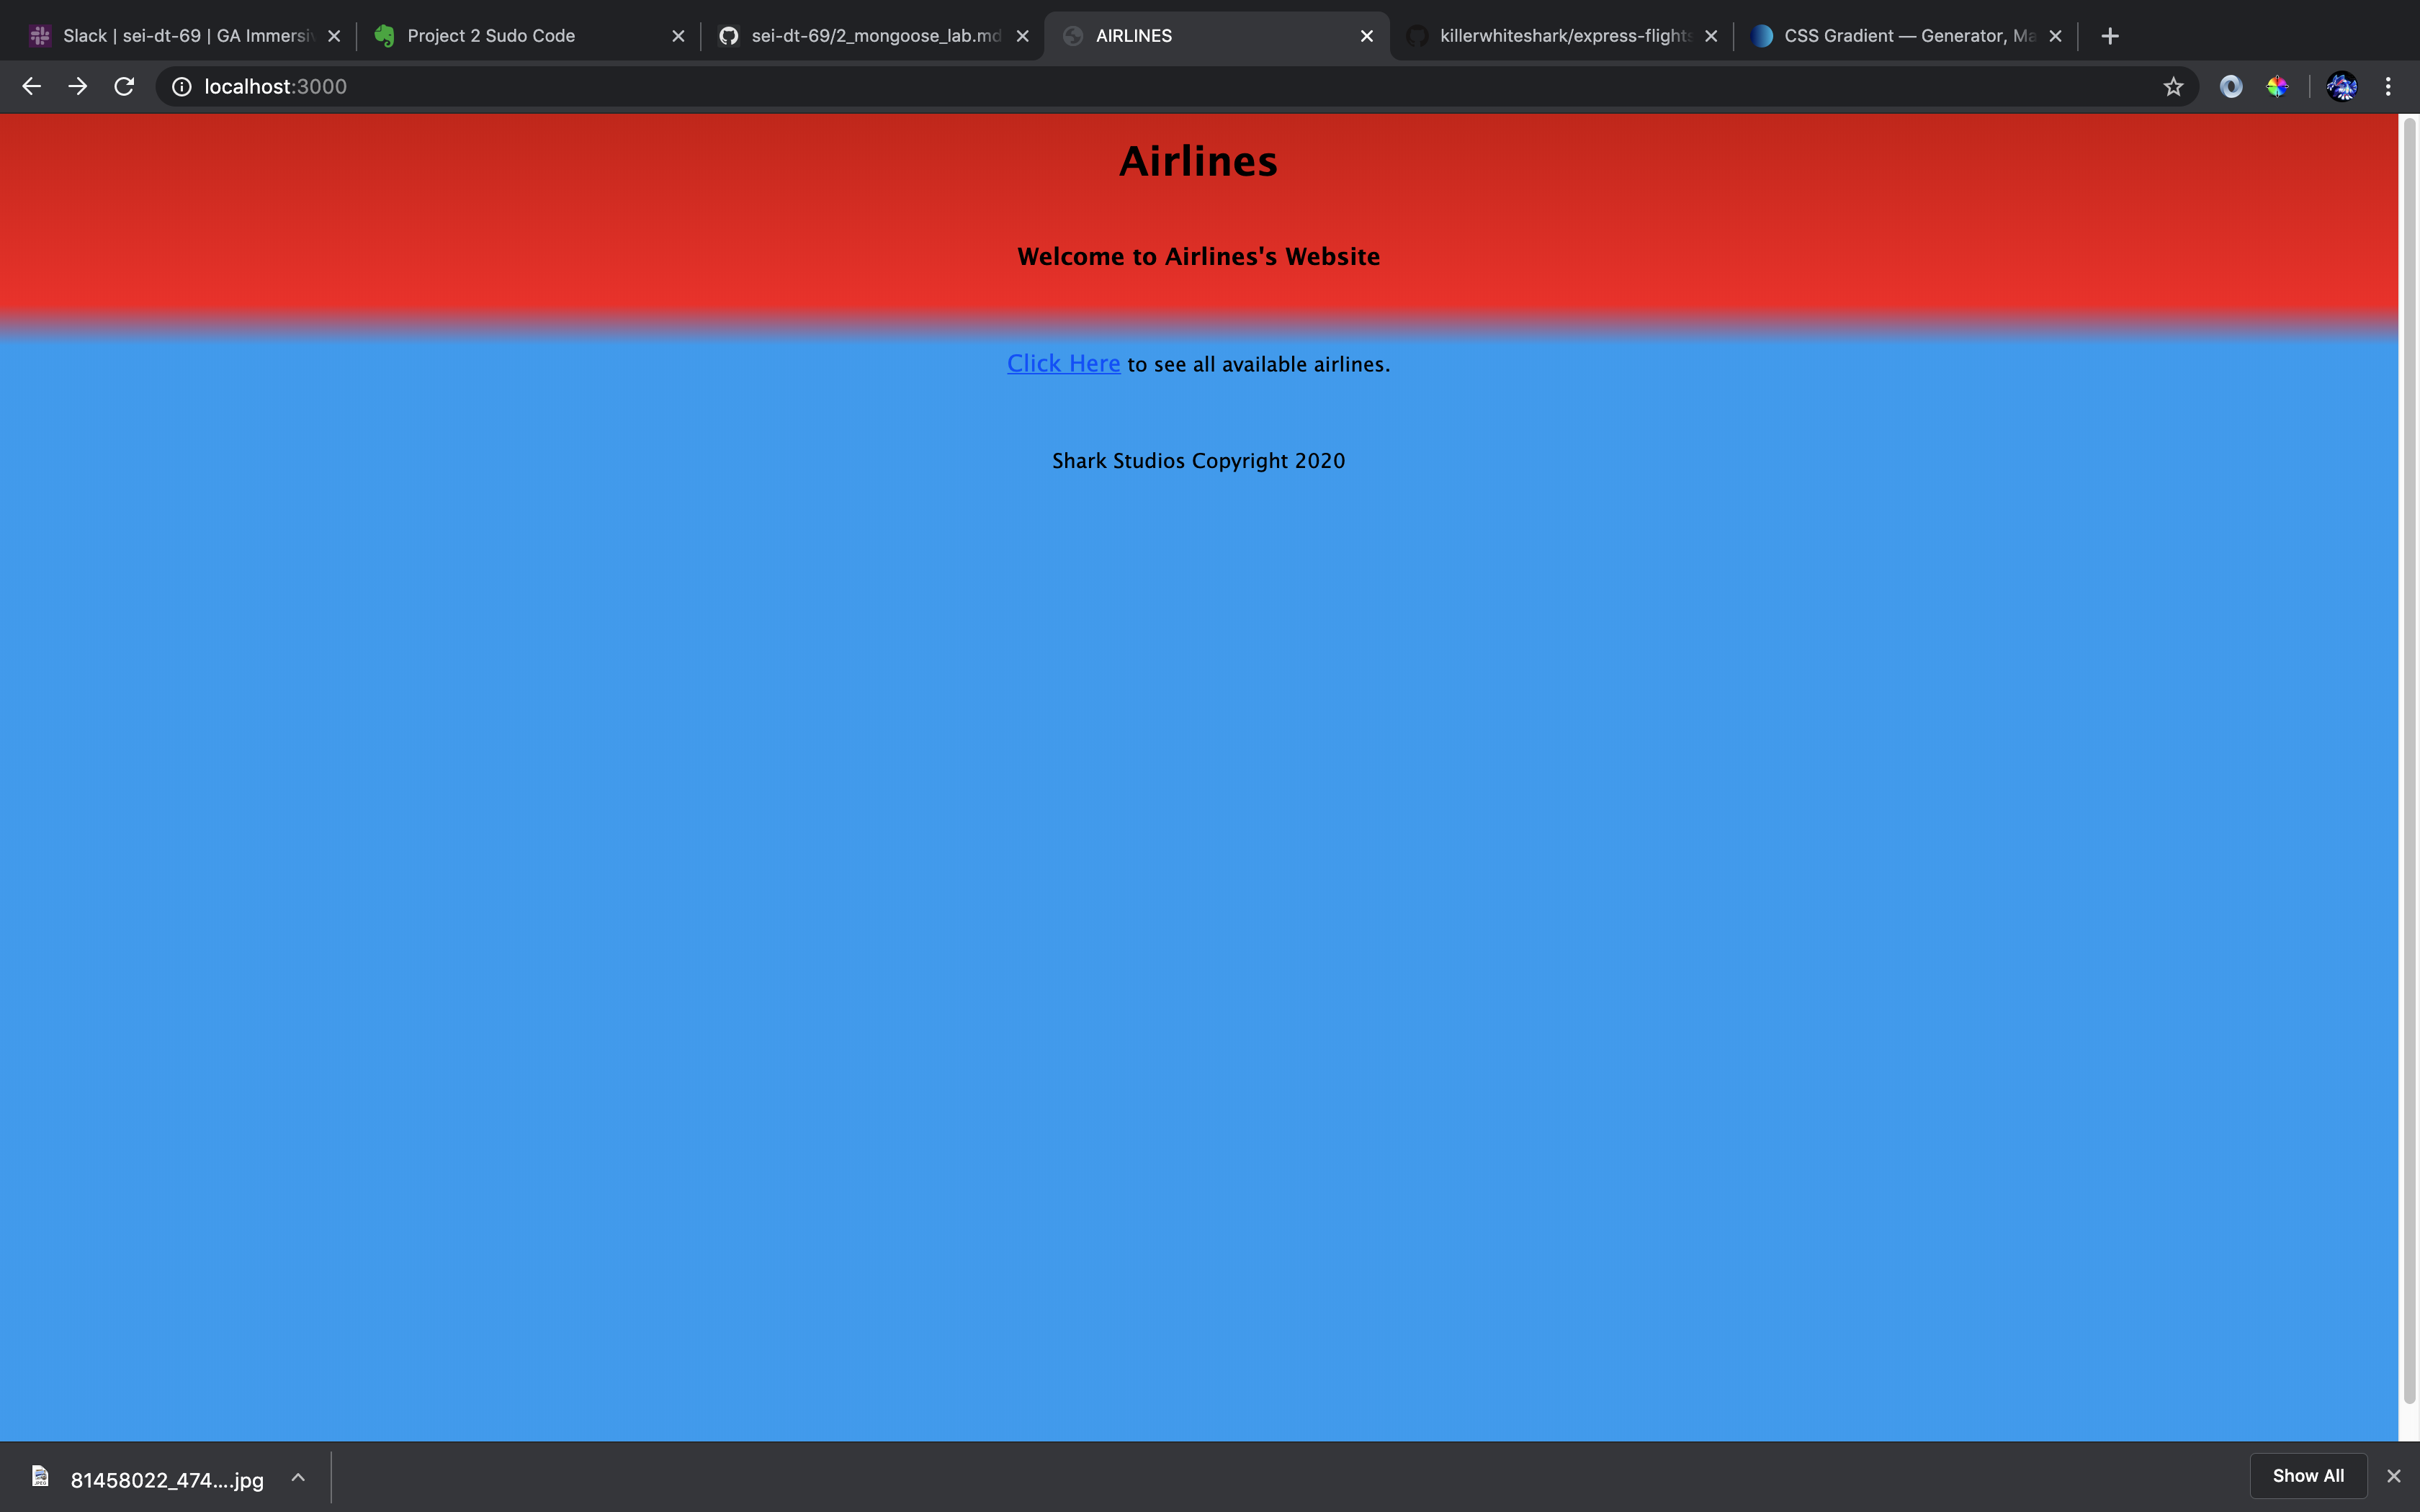 Slack | sei-dt-69 | GA Immersiv
Project 2 Sudo Code
sei-dt-69/2_mongoose_lab.md
AIRLINES
killerwhiteshark/express-flights
CSS Gradient — Generator, Ma
localhost:3000
Airlines
Welcome to Airlines's Website
Click Here to see all available airlines.
Shark Studios Copyright 2020
81458022_474....jpg
Show All